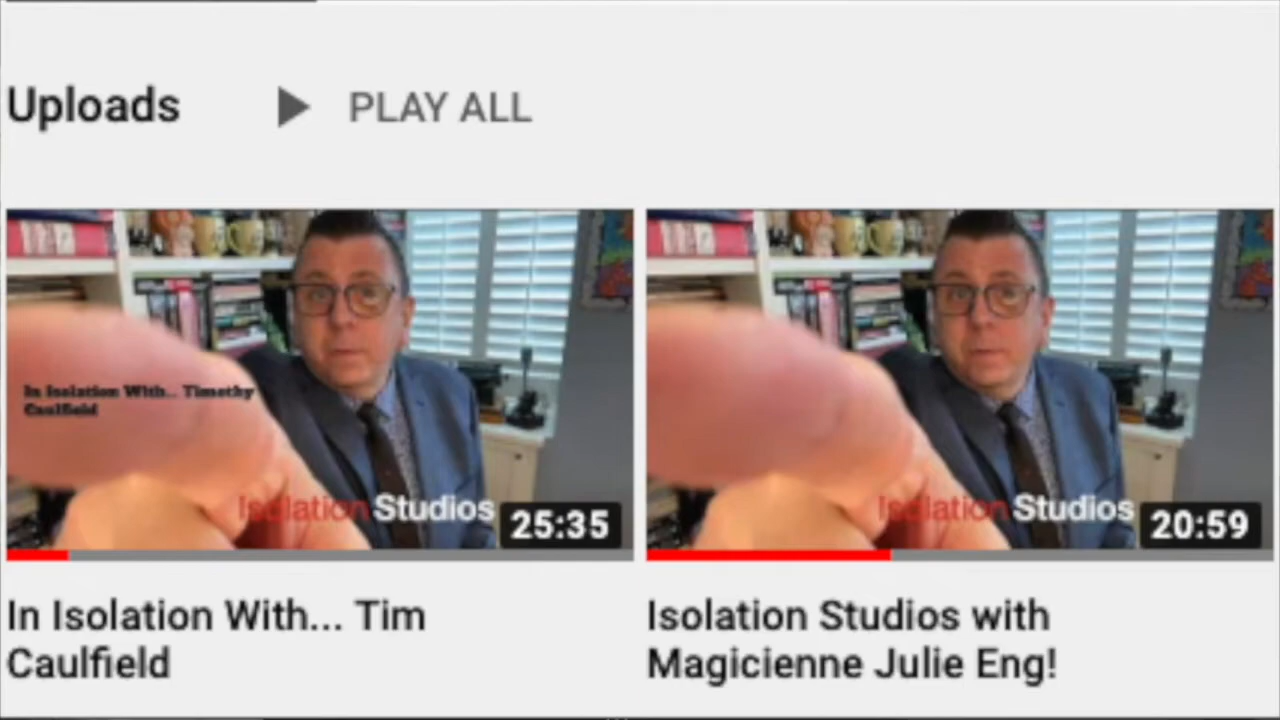 Uploads PLAY ALL
In Isolation With... Timothy
Caulfield
Isolation Studios
25:35
Isolation Studios
20:59
In Isolation With... Tim
Caulfield
Isolation Studios with
Magicienne Julie Eng!